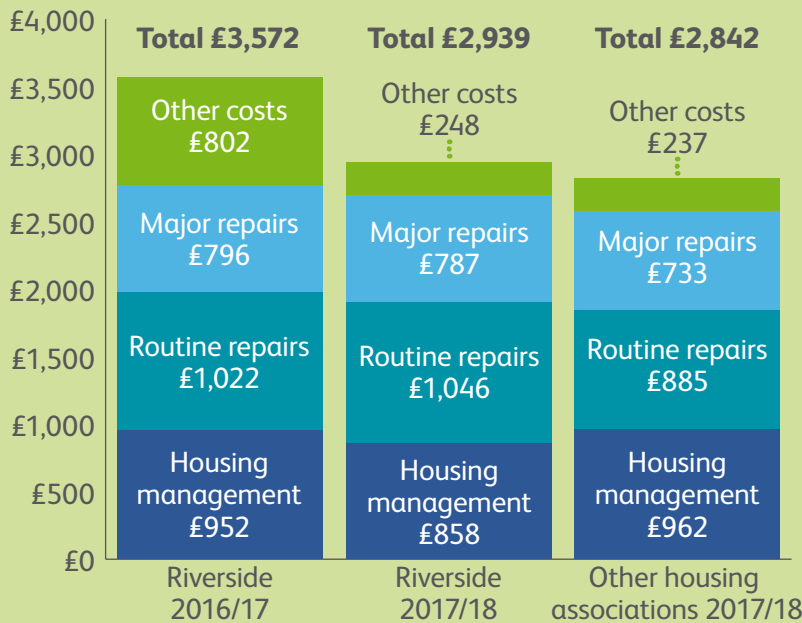 £4,000
£3,500
£3,000
£2,500
£2,000
£1,500
£1,000
£500
£0
Total £3,572
Other costs
£802
Major repairs
£796
Routine repairs
£1,022
Housing
management
£952
Riverside
2016/17
Total £2,939
Other costs
£248
Major repairs
£787
Routine repairs
£1,046
Housing
management
£858
Riverside
2017/18
Total £2,842
Other costs
£237
Major repairs
£733
Routine repairs
£885
Housing
management
£962
Other housing
associations 2017/18